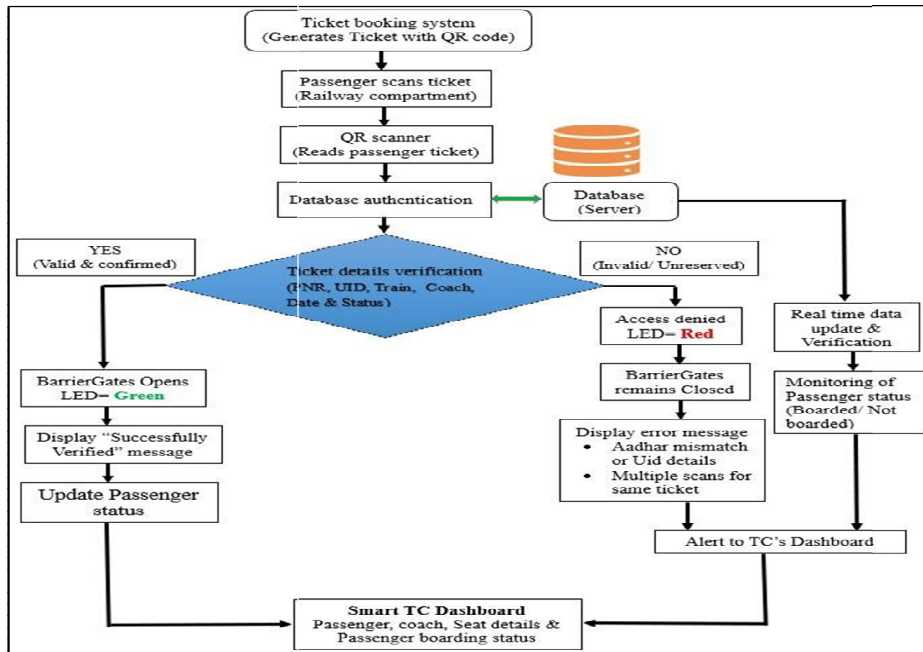 Ticket booking system
(Generates Ticket with QR code)
Passenger scans ticket
(Railway compartment)
QR scanner
(Reads passenger ticket)
Database authentication
Database
(Server)
YES
(Valid & confirmed)
NO
(Invalid/ Unreserved)
Ticket details verification
(PNR, UID, Train, Coach,
Date & Status)
Access denied
LED= Red
Real time data
update &
Verification
BarrierGates Opens
LED= Green
BarrierGates
remains Closed
Monitoring of
Passenger status
(Boarded/ Not
boarded)
Display “Successfully
Verified” message
Display error message
• Aadhar mismatch
or Uid details
• Multiple scans for
same ticket
Update Passenger
status
Alert to TC’s Dashboard
Smart TC Dashboard
Passenger, coach, Seat details &
Passenger boarding status